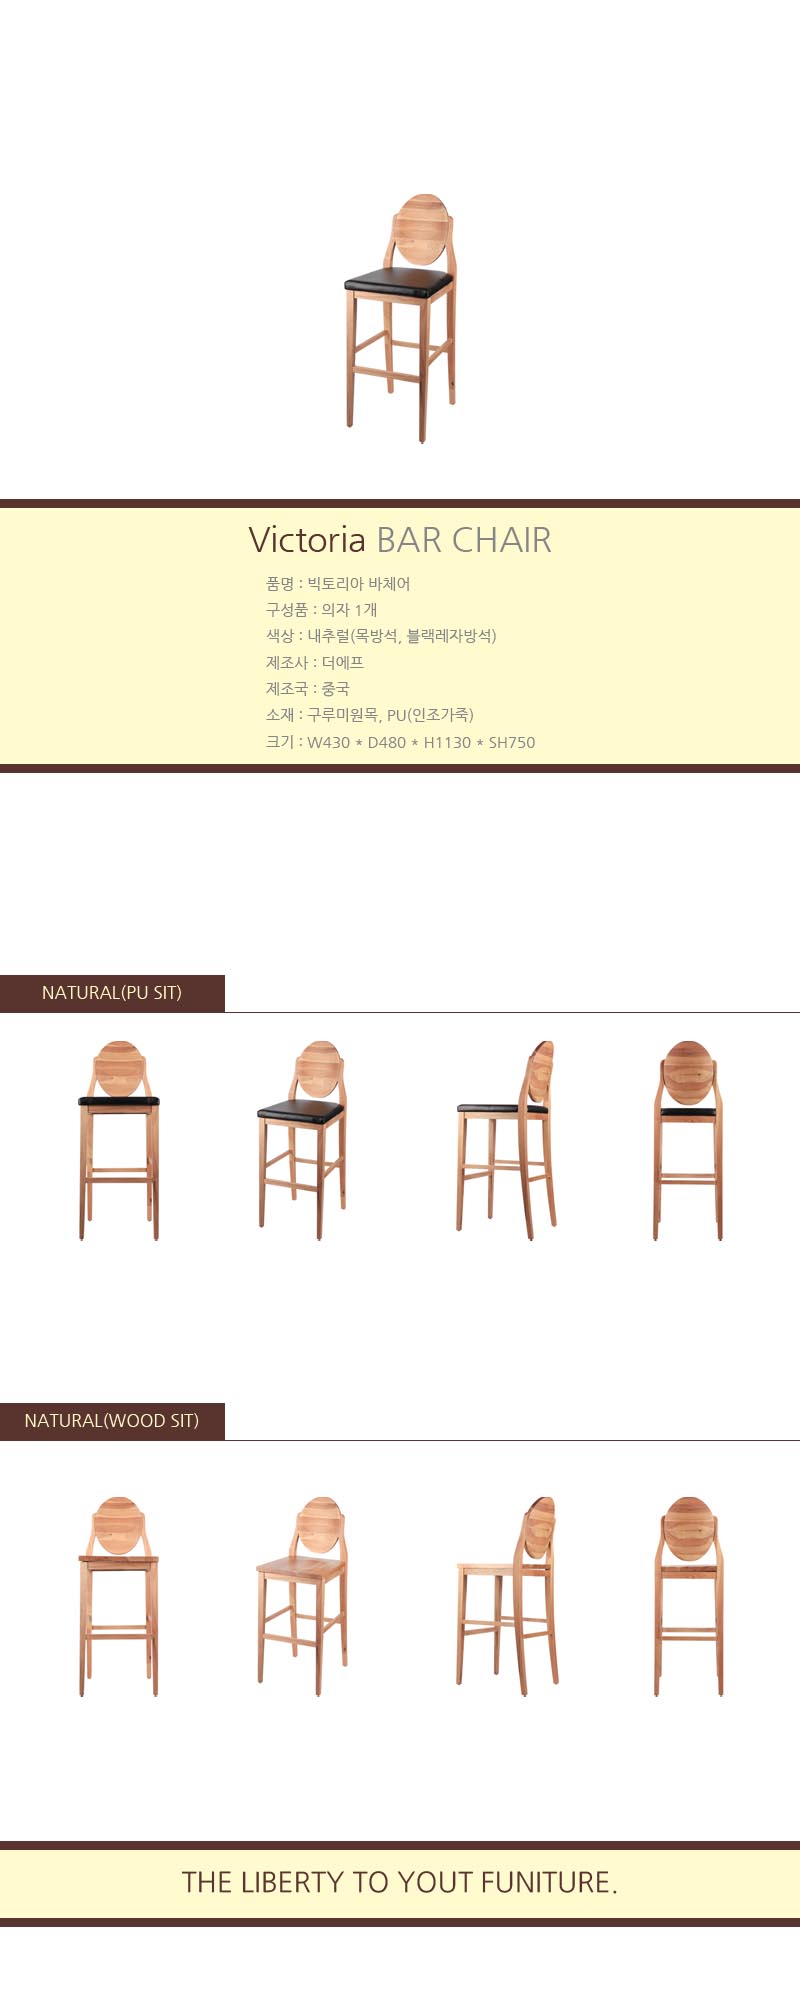 Victoria BAR CHAIR
품명 : 빅토리아 바체어
구성품 : 의자 1개
색상 : 내추럴(목방석, 블랙레자방석)
제조사 : 더에프
제조국 : 중국
소재 : 구루미원목, PU(인조가죽)
크기 : W430 * D480 * H1130 * SH750
NATURAL(PU SIT)
NATURAL(WOOD SIT)
THE LIBERTY TO YOUT FUNITURE.